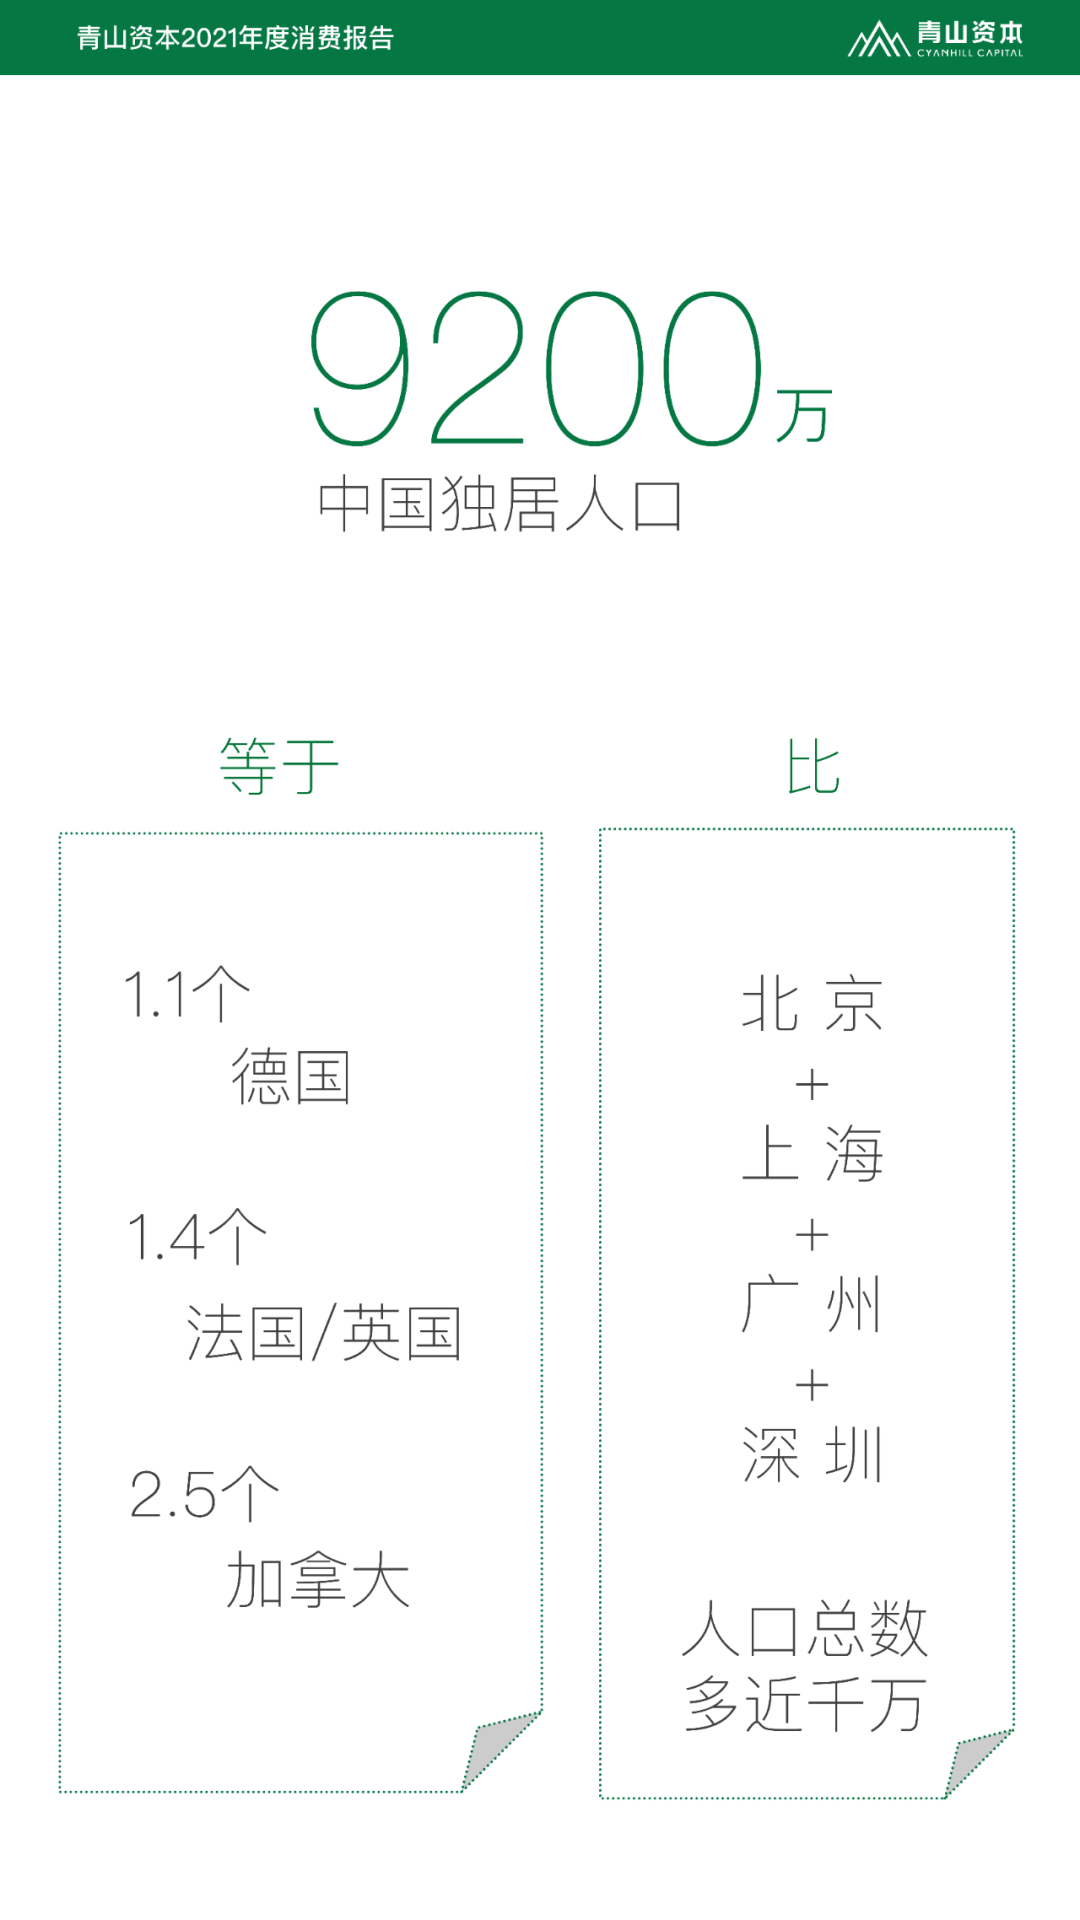 青山资本2021年度消费报告
青山资本
CYANHILL CAPITAL
9200万
中国独居人口
等于
1.1个
德国
1.4个
法国/英国
2.5个
加拿大
比
北京
+
上海
+
广州
+
深圳
人口总数
多近千万